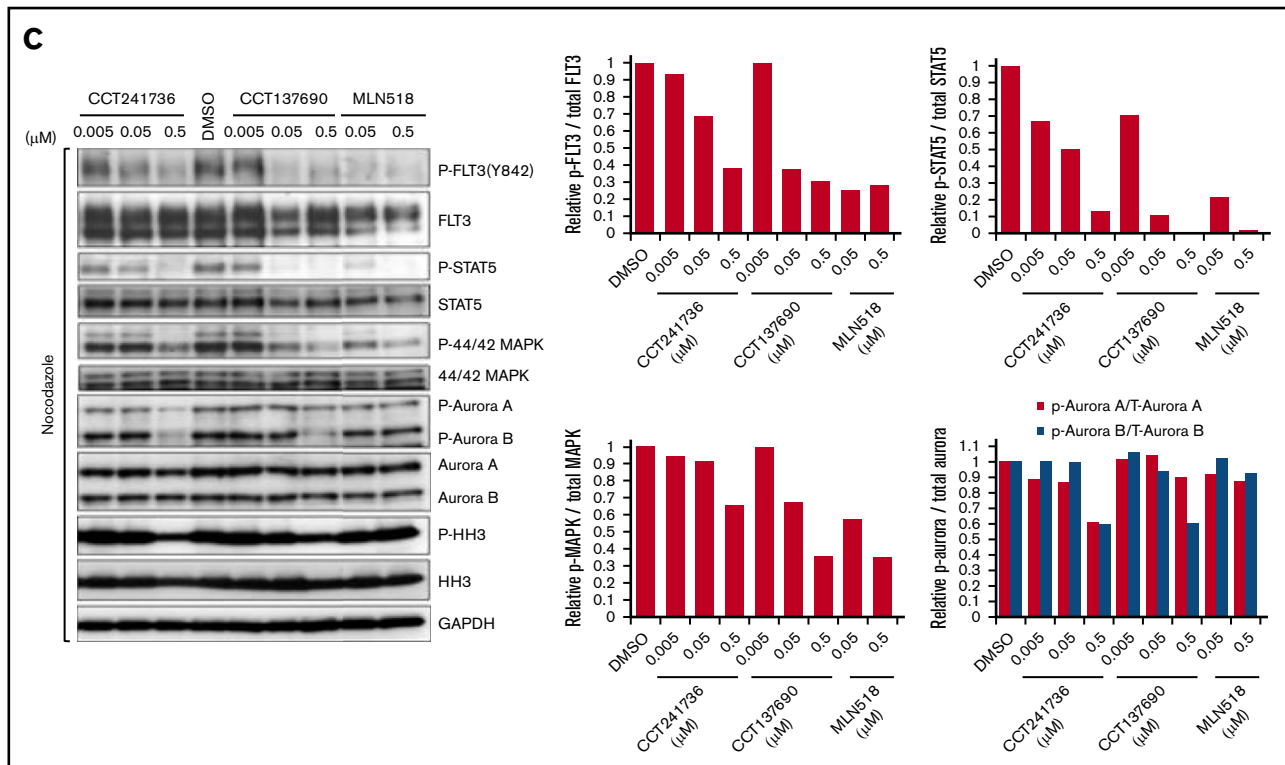 C
CCT241736 DMSO CCT137690 MLN518
(μM) 0.005 0.05 0.5 0.005 0.05 0.5 0.05 0.5
Nocodazole
P-FLT3(Y842)
FLT3
P-STAT5
STAT5
P-44/42 MAPK
44/42 MAPK
P-Aurora A
P-Aurora B
Aurora A
Aurora B
P-HH3
HH3
GAPDH
Relative p-FLT3 / total FLT3
1
0.9
0.8
0.7
0.6
0.5
0.4
0.3
0.2
0.1
0
DMSO 0.005 0.05 0.5 0.005 0.05 0.5 0.05 0.5
CCT241736 (μM)
CCT137690 (μM)
MLN518 (μM)
Relative p-STAT5 / total STAT5
1
0.9
0.8
0.7
0.6
0.5
0.4
0.3
0.2
0.1
0
DMSO 0.005 0.05 0.5 0.005 0.05 0.5 0.05 0.5
CCT241736 (μM)
CCT137690 (μM)
MLN518 (μM)
Relative p-MAPK / total MAPK
1
0.9
0.8
0.7
0.6
0.5
0.4
0.3
0.2
0.1
0
DMSO 0.005 0.05 0.5 0.005 0.05 0.5 0.05 0.5
CCT241736 (μM)
CCT137690 (μM)
MLN518 (μM)
p-Aurora A/T-Aurora A
p-Aurora B/T-Aurora B
Relative p-aurora / total aurora
1.1
1
0.9
0.8
0.7
0.6
0.5
0.4
0.3
0.2
0.1
0
DMSO 0.005 0.05 0.5 0.005 0.05 0.5 0.05 0.5
CCT241736 (μM)
CCT137690 (μM)
MLN518 (μM)